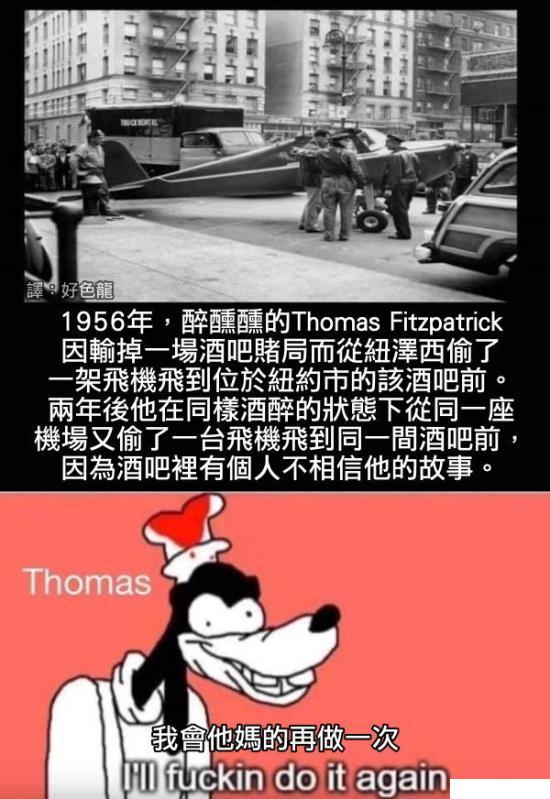 TRUCK RENTAL
譯：好色龍
1956年，醉醺醺的Thomas Fitzpatrick
因輸掉一場酒吧賭局而從紐澤西偷了
一架飛機飛到位於紐約市的該酒吧前。
兩年後他在同樣酒醉的狀態下從同一座
機場又偷了一台飛機飛到同一間酒吧前，
因為酒吧裡有個人不相信他的故事。
Thomas
我會他媽的再做一次
I'll fuckin do it again